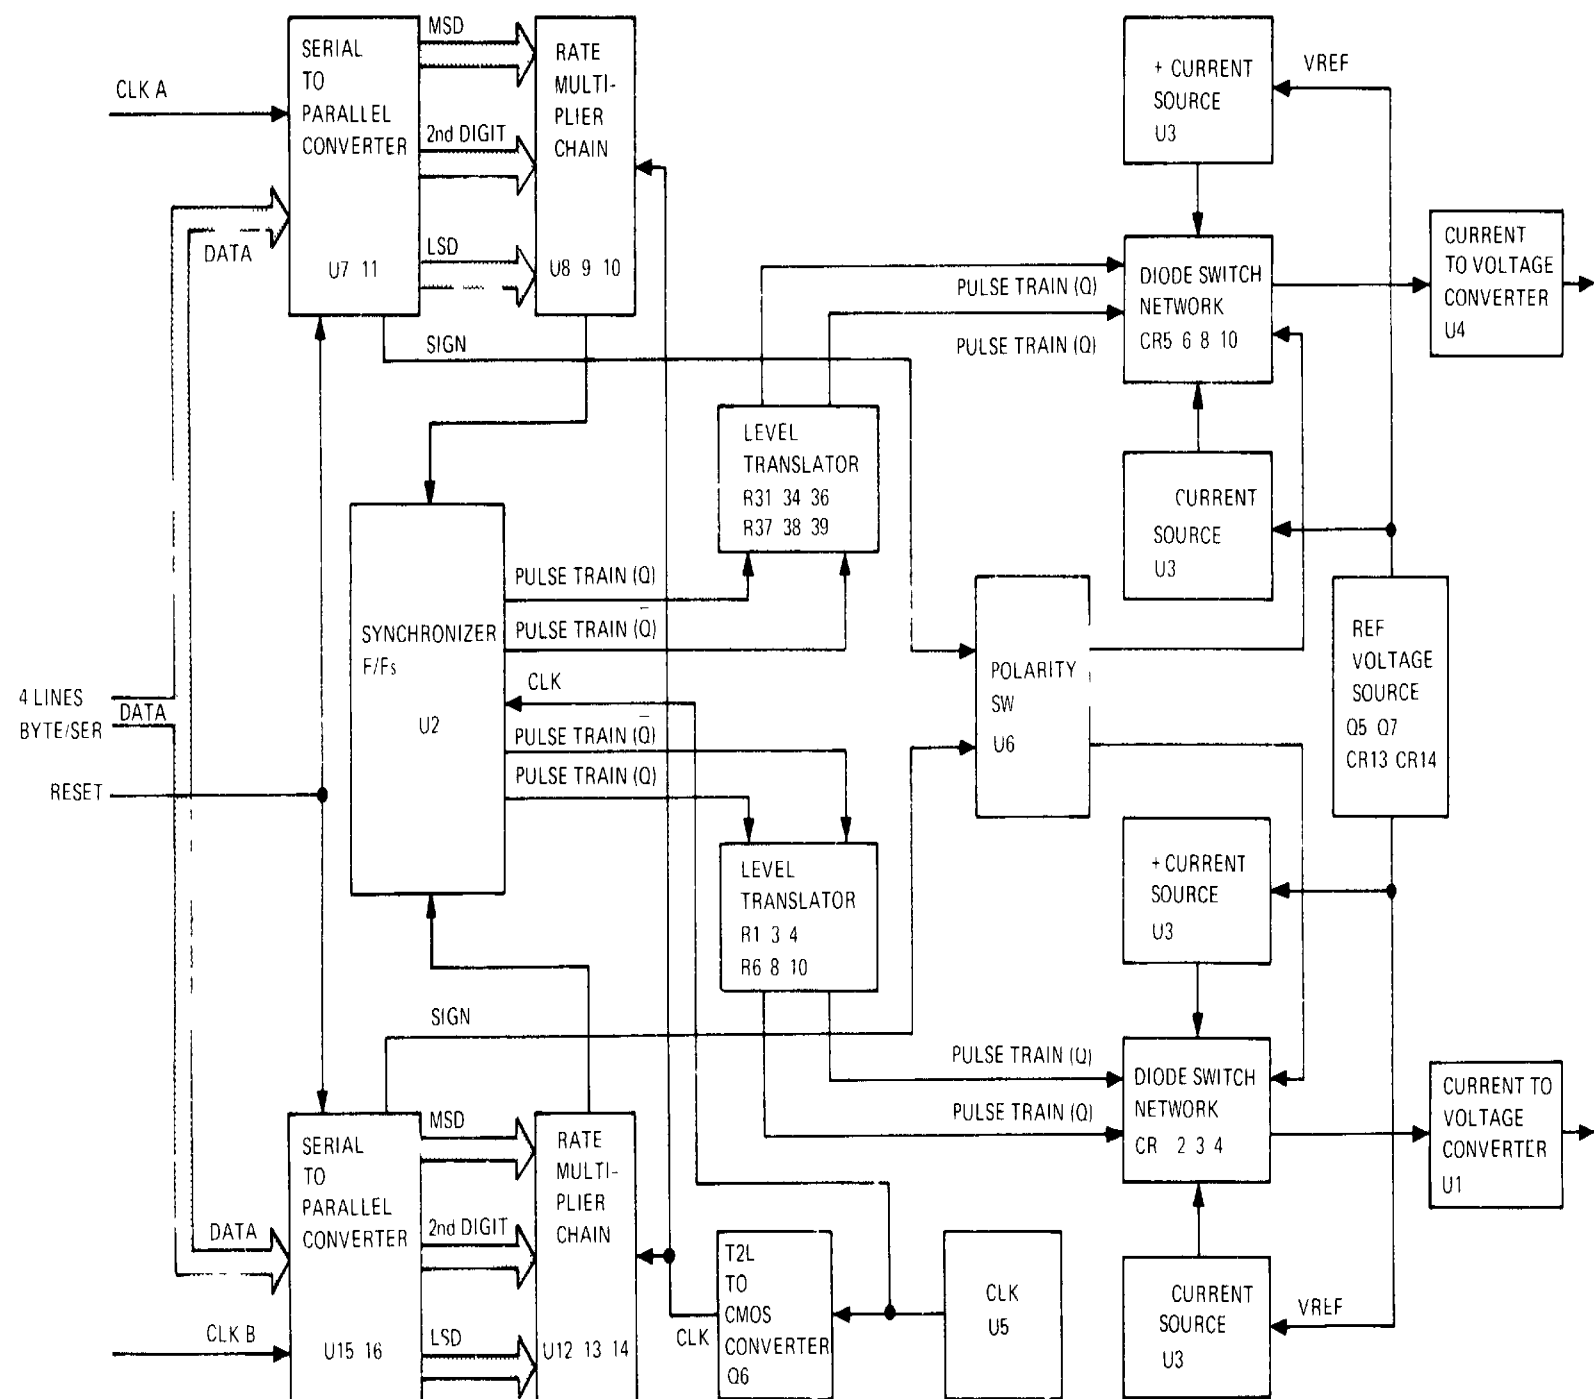 CLK A
SERIAL
TO
PARALLEL
CONVERTER
U7 11
MSD
2nd DIGIT
LSD
RATE
MULTI-
PLIER
CHAIN
U8 9 10
DATA
SIGN
+ CURRENT
SOURCE
U3
VREF
PULSE TRAIN (Q)
PULSE TRAIN (Q)
DIODE SWITCH
NETWORK
CR5 6 8 10
CURRENT
TO VOLTAGE
CONVERTER
U4
LEVEL
TRANSLATOR
R31 34 36
R37 38 39
CURRENT
SOURCE
U3
SYNCHRONIZER
F/Fs
U2
PULSE TRAIN (Q)
PULSE TRAIN (Q̅)
CLK
PULSE TRAIN (Q̅)
PULSE TRAIN (Q)
POLARITY
SW
U6
REF
VOLTAGE
SOURCE
Q5 Q7
CR13 CR14
4 LINES
BYTE/SER
DATA
RESET
LEVEL
TRANSLATOR
R1 3 4
R6 8 10
+ CURRENT
SOURCE
U3
SIGN
PULSE TRAIN (Q)
PULSE TRAIN (Q)
DIODE SWITCH
NETWORK
CR 2 3 4
CURRENT TO
VOLTAGE
CONVERTER
U1
SERIAL
TO
PARALLEL
CONVERTER
U15 16
MSD
2nd DIGIT
LSD
RATE
MULTI-
PLIER
CHAIN
U12 13 14
DATA
CLK B
CLK
T2L
TO
CMOS
CONVERTER
Q6
CLK
U5
CURRENT
SOURCE
U3
VREF